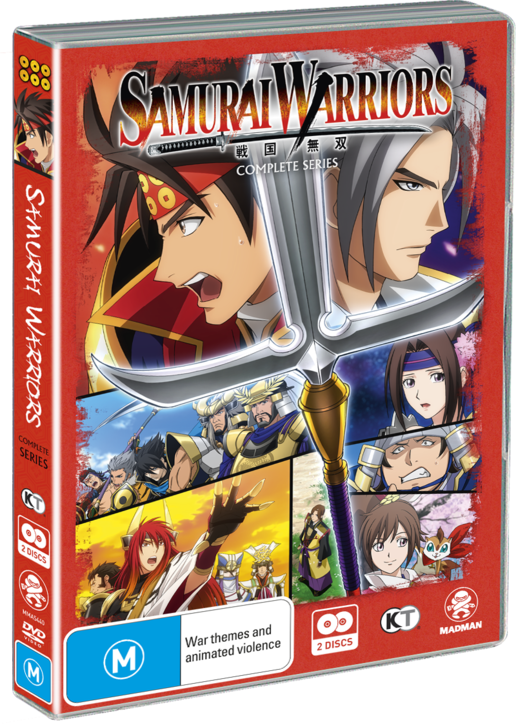 SAMURAI WARRIORS
戦国無双
COMPLETE SERIES
SAMURAI WARRIORS
COMPLETE
SERIES
KT
2 DISCS
DVD
VIDEO
M
M
War themes and
animated violence
2 DISCS
KT
MADMAN